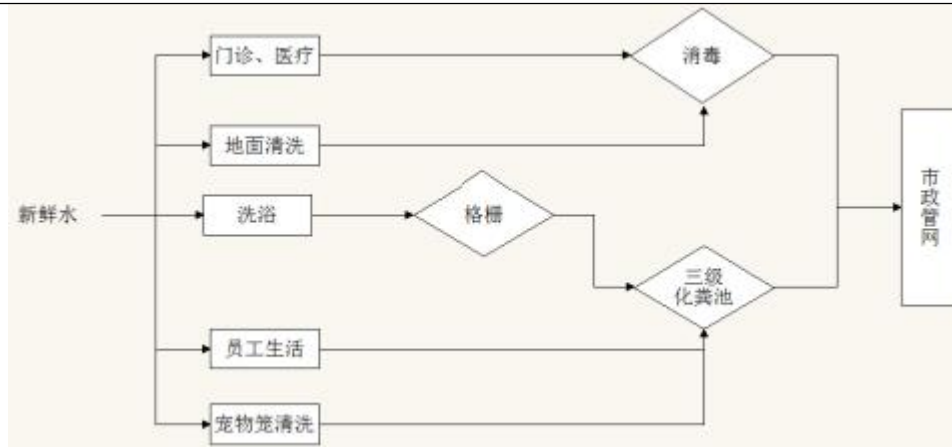 门诊、医疗
消毒
地面清洗
新鲜水
洗浴
格栅
市
政
管
网
三级
化粪池
员工生活
宠物笼清洗